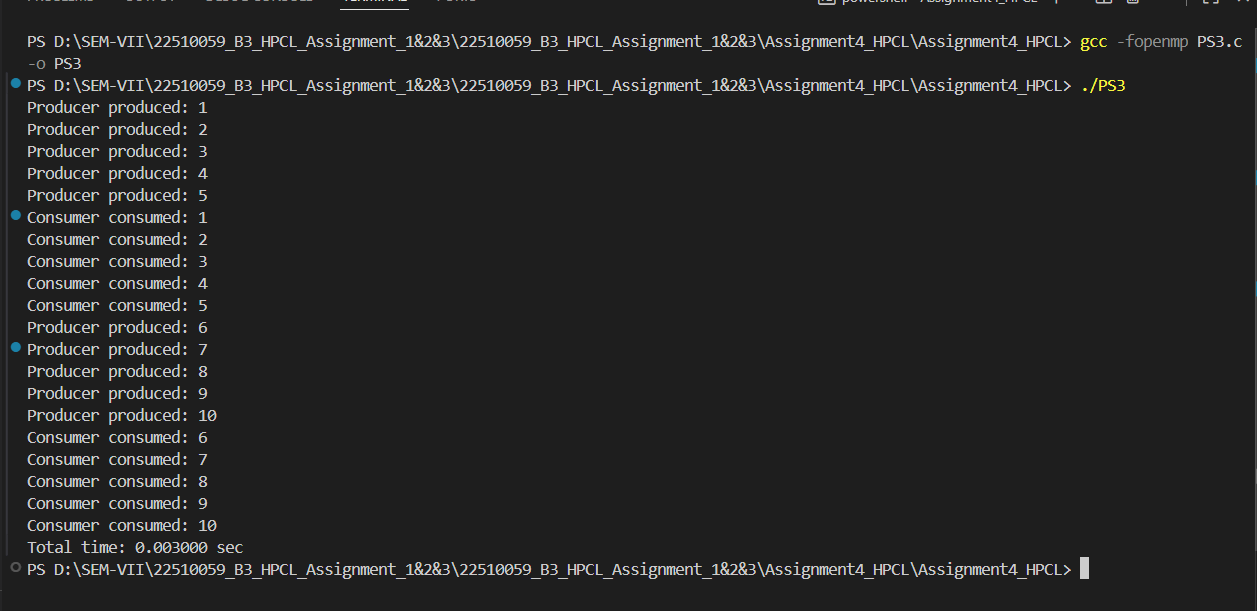 PS D:\SEM-VII\22510059_B3_HPCL_Assignment_1&2&3\22510059_B3_HPCL_Assignment_1&2&3\Assignment4_HPCL\Assignment4_HPCL> gcc -fopenmp PS3.c
-o PS3
PS D:\SEM-VII\22510059_B3_HPCL_Assignment_1&2&3\22510059_B3_HPCL_Assignment_1&2&3\Assignment4_HPCL\Assignment4_HPCL> ./PS3
Producer produced: 1
Producer produced: 2
Producer produced: 3
Producer produced: 4
Producer produced: 5
Consumer consumed: 1
Consumer consumed: 2
Consumer consumed: 3
Consumer consumed: 4
Consumer consumed: 5
Producer produced: 6
Producer produced: 7
Producer produced: 8
Producer produced: 9
Producer produced: 10
Consumer consumed: 6
Consumer consumed: 7
Consumer consumed: 8
Consumer consumed: 9
Consumer consumed: 10
Total time: 0.003000 sec
PS D:\SEM-VII\22510059_B3_HPCL_Assignment_1&2&3\22510059_B3_HPCL_Assignment_1&2&3\Assignment4_HPCL\Assignment4_HPCL>